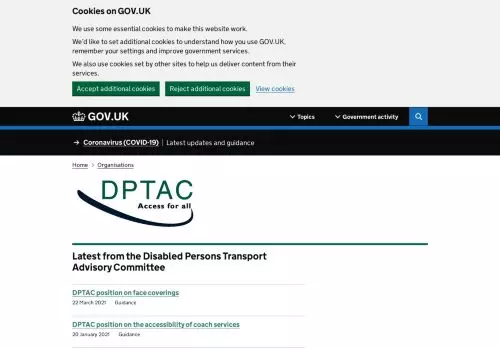 Cookies on GOV.UK
We use some essential cookies to make this website work.
We'd like to set additional cookies to understand how you use GOV.UK,
remember your settings and improve government services.
We also use cookies set by other sites to help us deliver content from their
services.
Accept additional cookies Reject additional cookies View cookies
GOV.UK Topics Government activity
→ Coronavirus (COVID-19) Latest updates and guidance
Home > Organisations
DPTAC
Access for all
Latest from the Disabled Persons Transport
Advisory Committee
DPTAC position on face coverings
22 March 2021 Guidance
DPTAC position on the accessibility of coach services
20 January 2021 Guidance